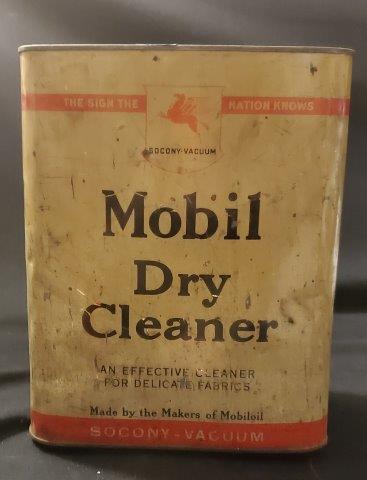 THE SIGN THE NATION KNOWS
SOCONY-VACUUM
Mobil
Dry
Cleaner
AN EFFECTIVE CLEANER
FOR DELICATE FABRICS
Made by the Makers of Mobiloil
SOCONY-VACUUM